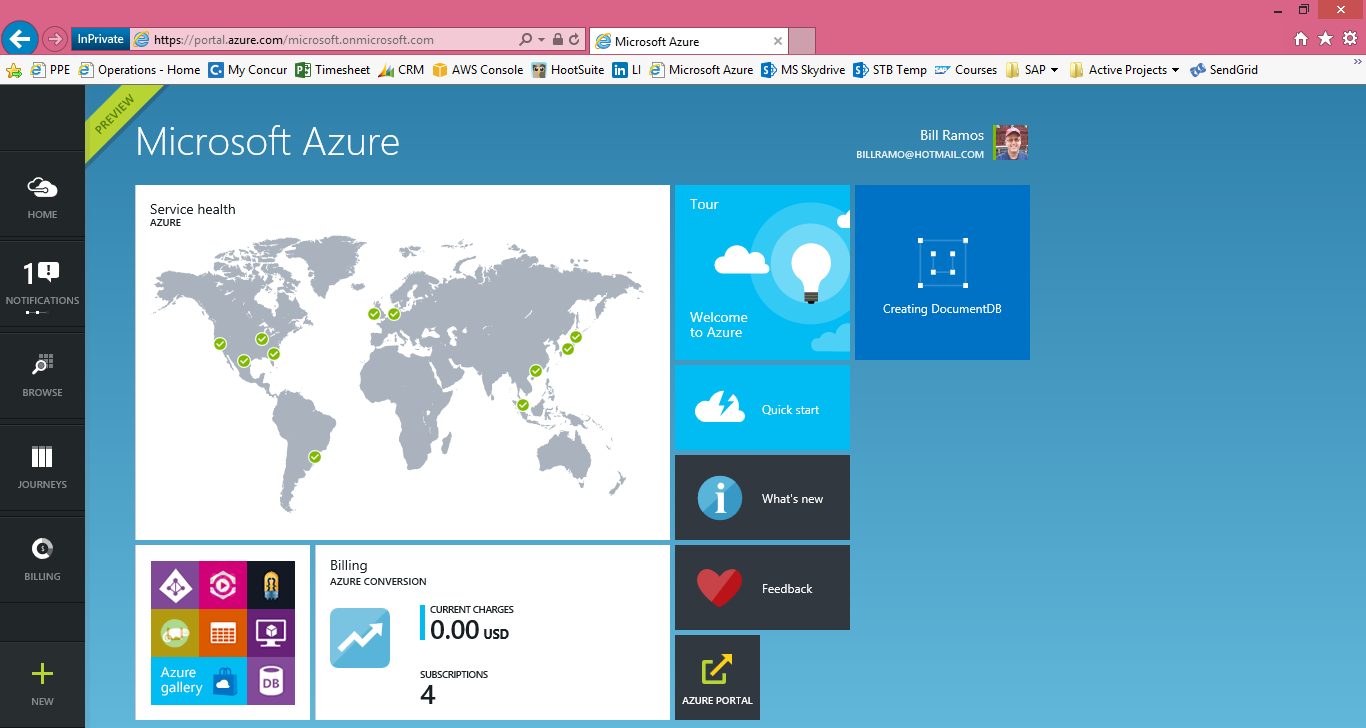 InPrivate
https://portal.azure.com/microsoft.onmicrosoft.com
Microsoft Azure
PPE
Operations - Home
My Concur
Timesheet
CRM
AWS Console
HootSuite
LI
Microsoft Azure
MS Skydrive
STB Temp
Courses
SAP
Active Projects
SendGrid
PREVIEW
Microsoft Azure
Bill Ramos
BILLRAMO@HOTMAIL.COM
HOME
1
NOTIFICATIONS
BROWSE
JOURNEYS
BILLING
NEW
Service health
AZURE
Tour
Welcome
to Azure
Creating DocumentDB
Quick start
What's new
Feedback
AZURE PORTAL
Azure
gallery
DB
Billing
AZURE CONVERSION
CURRENT CHARGES
0.00 USD
SUBSCRIPTIONS
4